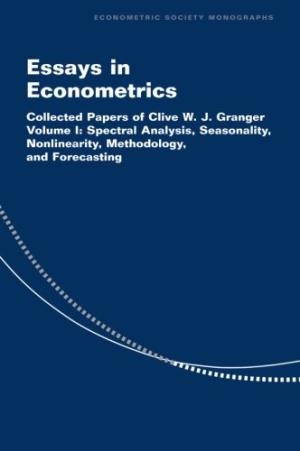 ECONOMETRIC SOCIETY MONOGRAPHS
Essays in
Econometrics
Collected Papers of Clive W. J. Granger
Volume I: Spectral Analysis, Seasonality,
Nonlinearity, Methodology,
and Forecasting